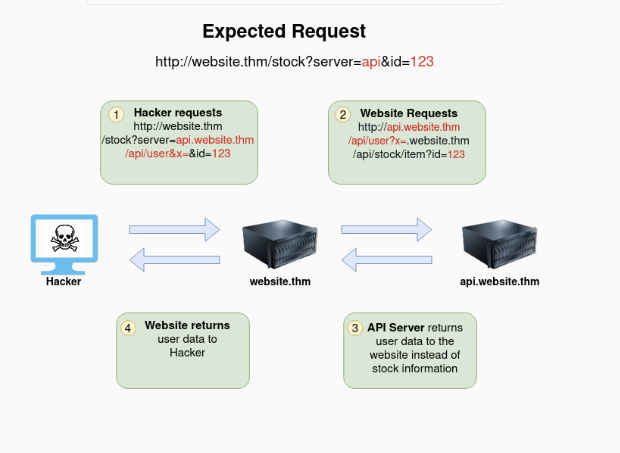 Expected Request
http://website.thm/stock?server=api&id=123
1
Hacker requests
http://website.thm
/stock?server=api.website.thm
/api/user&x=&id=123
2
Website Requests
http://api.website.thm
/api/user?x=.website.thm
/api/stock/item?id=123
Hacker
website.thm
api.website.thm
4
Website returns
user data to
Hacker
3
API Server returns
user data to the
website instead of
stock information